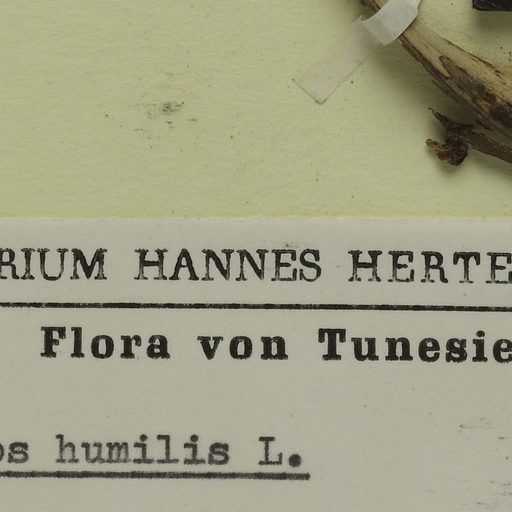 RIUM HANNES HERTE
Flora von Tunesie
os humilis L.